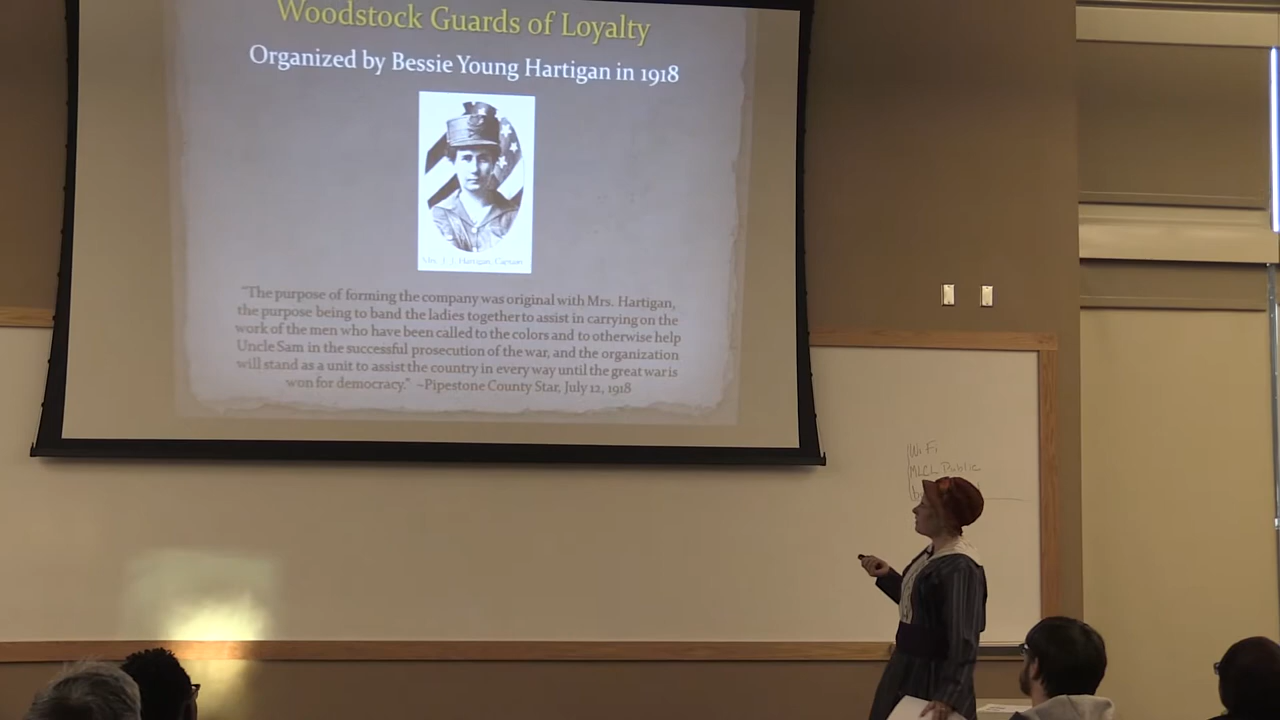 Woodstock Guards of Loyalty
Organized by Bessie Young Hartigan in 1918
Mrs. Hartigan, Captain
"The purpose of forming the company was original with Mrs. Hartigan,
the purpose being to band the ladies together to assist in carrying on the
work of the men who have been called to the colors and to otherwise help
Uncle Sam in the successful prosecution of the war, and the organization
will stand as a unit to assist the country in every way until the great war is
won for democracy." ~Pipestone County Star, July 12, 1918
WiFi
MLCL Public